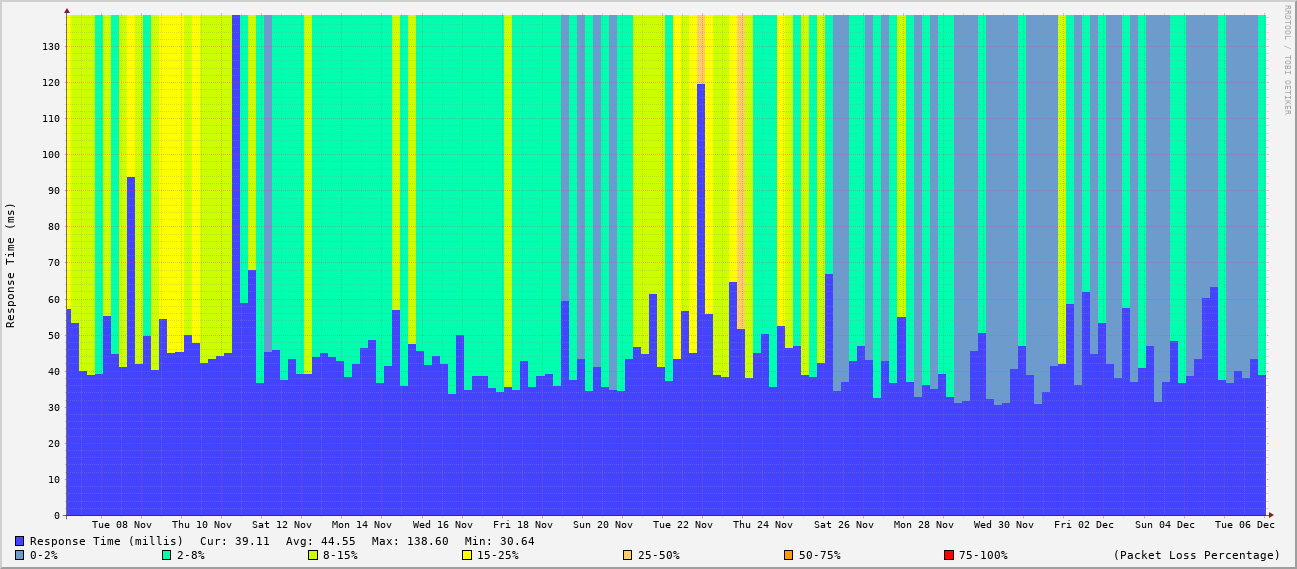 RRDTOOL / TOBI OETIKER
Response Time (ms)
130
120
110
100
90
80
70
60
50
40
30
20
10
0
Tue 08 Nov Thu 10 Nov Sat 12 Nov Mon 14 Nov Wed 16 Nov Fri 18 Nov Sun 20 Nov Tue 22 Nov Thu 24 Nov Sat 26 Nov Mon 28 Nov Wed 30 Nov Fri 02 Dec Sun 04 Dec Tue 06 Dec
Response Time (millis) Cur: 39.11 Avg: 44.55 Max: 138.60 Min: 30.64
0-2% 2-8% 8-15% 15-25% 25-50% 50-75% 75-100% (Packet Loss Percentage)